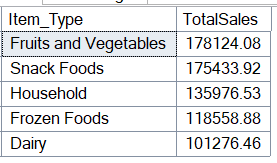 Item_Type TotalSales
Fruits and Vegetables 178124.08
Snack Foods 175433.92
Household 135976.53
Frozen Foods 118558.88
Dairy 101276.46